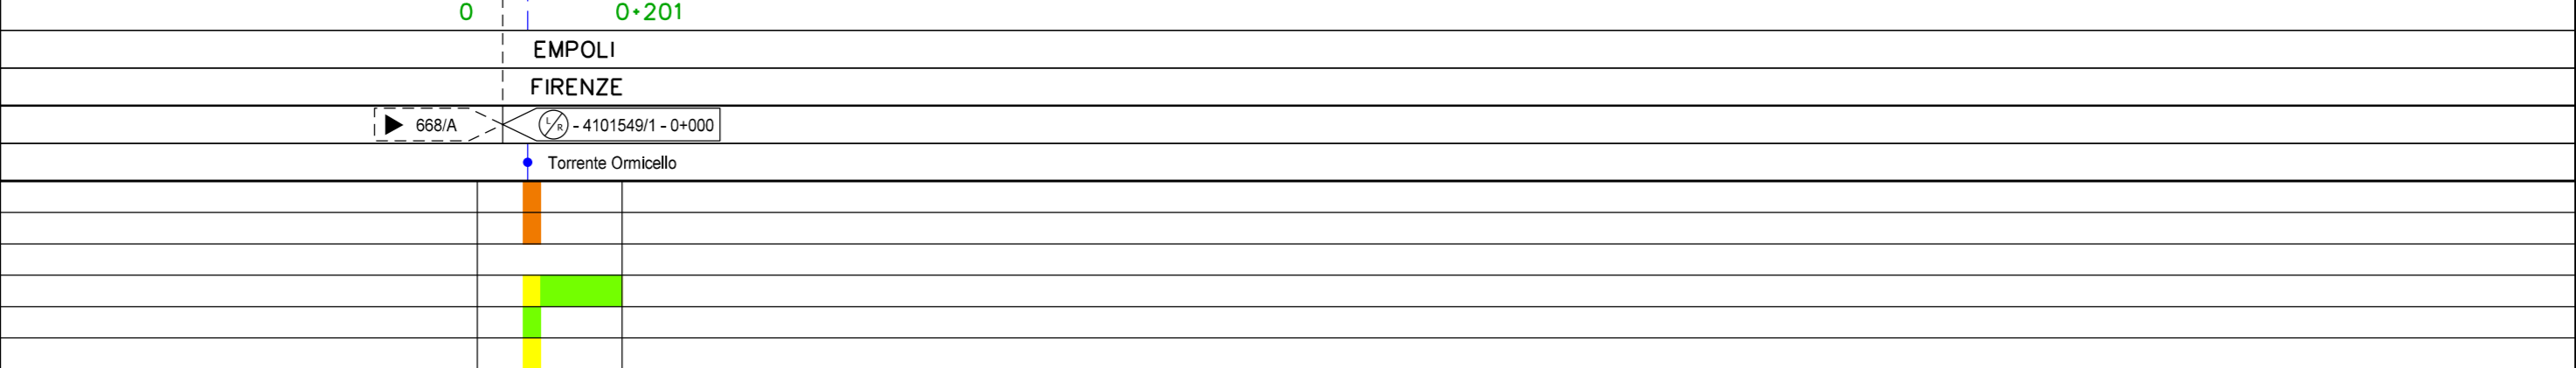 0 0+201
EMPOLI
FIRENZE
668/A L/R - 4101549/1 - 0+000
Torrente Ormicello